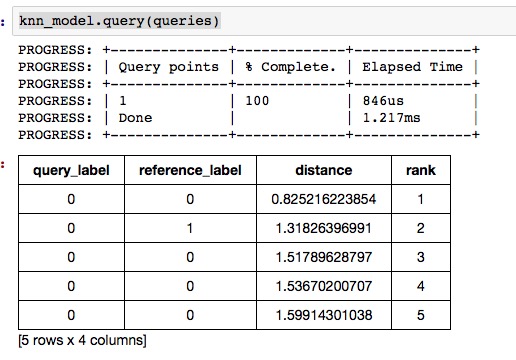 knn_model.query(queries)
PROGRESS: +--------------+-------------+--------------+
PROGRESS: | Query points | % Complete. | Elapsed Time |
PROGRESS: +--------------+-------------+--------------+
PROGRESS: | 1            | 100         | 846us        |
PROGRESS: | Done         |             | 1.217ms      |
PROGRESS: +--------------+-------------+--------------+
query_label reference_label distance rank
0 0 0.825216223854 1
0 1 1.31826396991 2
0 0 1.51789628797 3
0 0 1.53670200707 4
0 0 1.59914301038 5
[5 rows x 4 columns]